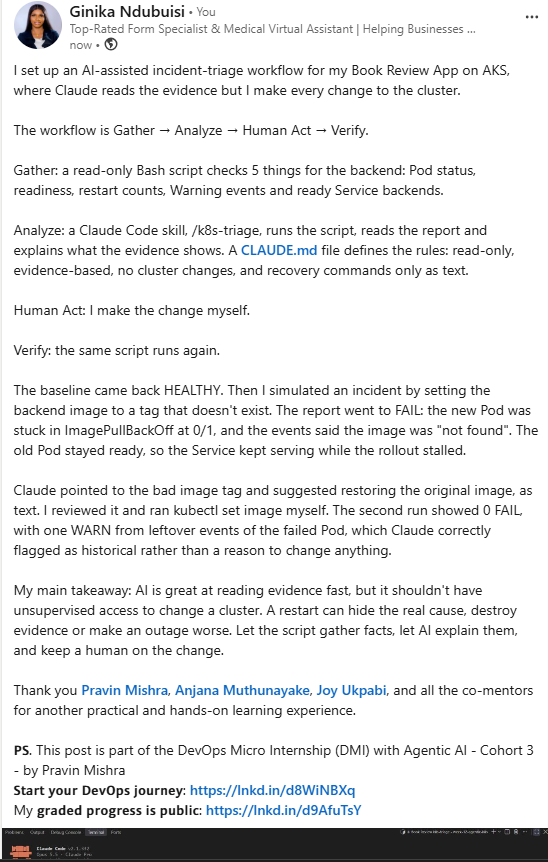 Ginika Ndubuisi • You
Top-Rated Form Specialist & Medical Virtual Assistant | Helping Businesses ...
now •
I set up an AI-assisted incident-triage workflow for my Book Review App on AKS,
where Claude reads the evidence but I make every change to the cluster.
The workflow is Gather → Analyze → Human Act → Verify.
Gather: a read-only Bash script checks 5 things for the backend: Pod status,
readiness, restart counts, Warning events and ready Service backends.
Analyze: a Claude Code skill, /k8s-triage, runs the script, reads the report and
explains what the evidence shows. A CLAUDE.md file defines the rules: read-only,
evidence-based, no cluster changes, and recovery commands only as text.
Human Act: I make the change myself.
Verify: the same script runs again.
The baseline came back HEALTHY. Then I simulated an incident by setting the
backend image to a tag that doesn't exist. The report went to FAIL: the new Pod was
stuck in ImagePullBackOff at 0/1, and the events said the image was "not found". The
old Pod stayed ready, so the Service kept serving while the rollout stalled.
Claude pointed to the bad image tag and suggested restoring the original image, as
text. I reviewed it and ran kubectl set image myself. The second run showed 0 FAIL,
with one WARN from leftover events of the failed Pod, which Claude correctly
flagged as historical rather than a reason to change anything.
My main takeaway: AI is great at reading evidence fast, but it shouldn't have
unsupervised access to change a cluster. A restart can hide the real cause, destroy
evidence or make an outage worse. Let the script gather facts, let AI explain them,
and keep a human on the change.
Thank you Pravin Mishra, Anjana Muthunayake, Joy Ukpabi, and all the co-mentors
for another practical and hands-on learning experience.
PS. This post is part of the DevOps Micro Internship (DMI) with Agentic AI - Cohort 3
- by Pravin Mishra
Start your DevOps journey: https://lnkd.in/d8WiNBXq
My graded progress is public: https://lnkd.in/d9AfuTsY
Problems Output Debug Console Terminal Ports
Claude Code